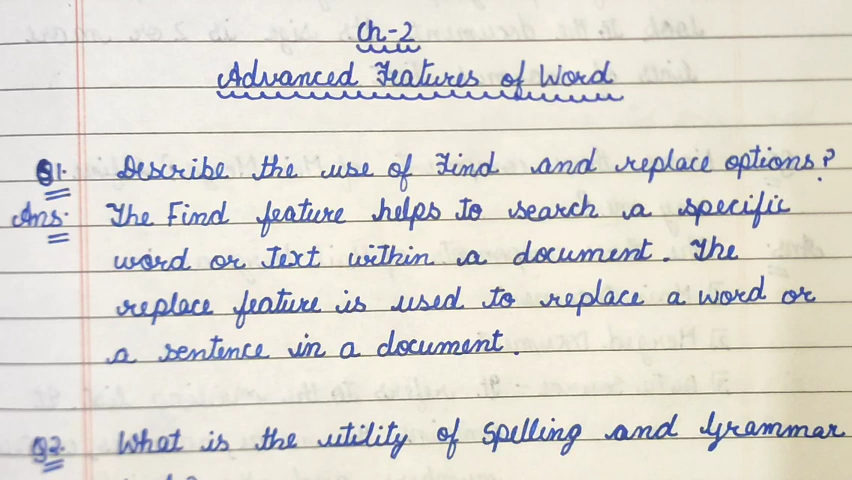 Ch-2
Advanced Features of Word
Q1. Describe the use of Find and replace options?
Ans. The Find feature helps to search a specific
word or text within a document. The
replace feature is used to replace a word or
a sentence in a document.
Q2. What is the utility of Spelling and Grammar